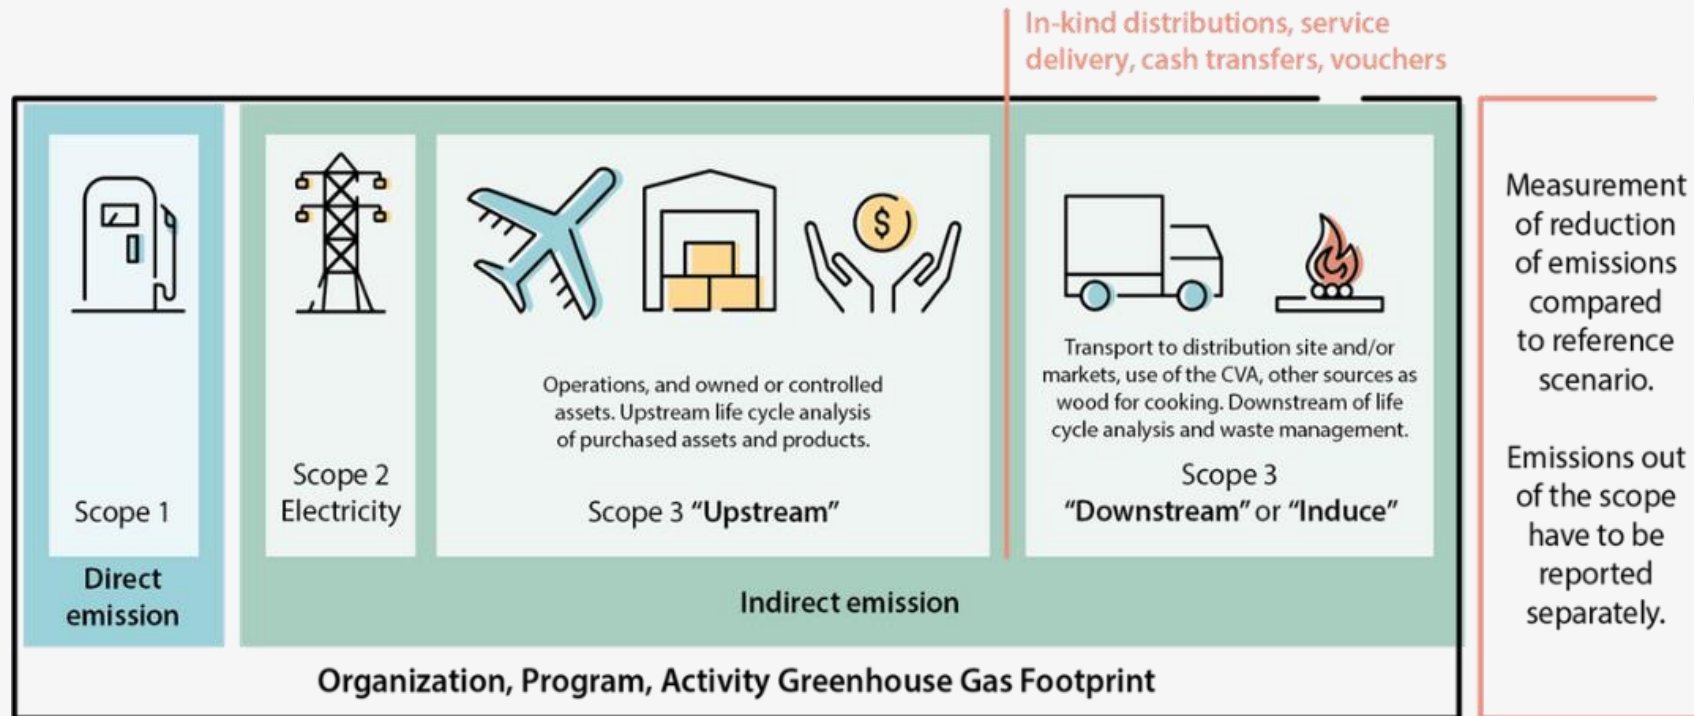 In-kind distributions, service
delivery, cash transfers, vouchers
Scope 1
Direct
emission
Scope 2
Electricity
Operations, and owned or controlled
assets. Upstream life cycle analysis
of purchased assets and products.
Scope 3 “Upstream”
$
Transport to distribution site and/or
markets, use of the CVA, other sources as
wood for cooking. Downstream of life
cycle analysis and waste management.
Scope 3
“Downstream” or “Induce”
Indirect emission
Organization, Program, Activity Greenhouse Gas Footprint
Measurement
of reduction
of emissions
compared
to reference
scenario.
Emissions out
of the scope
have to be
reported
separately.